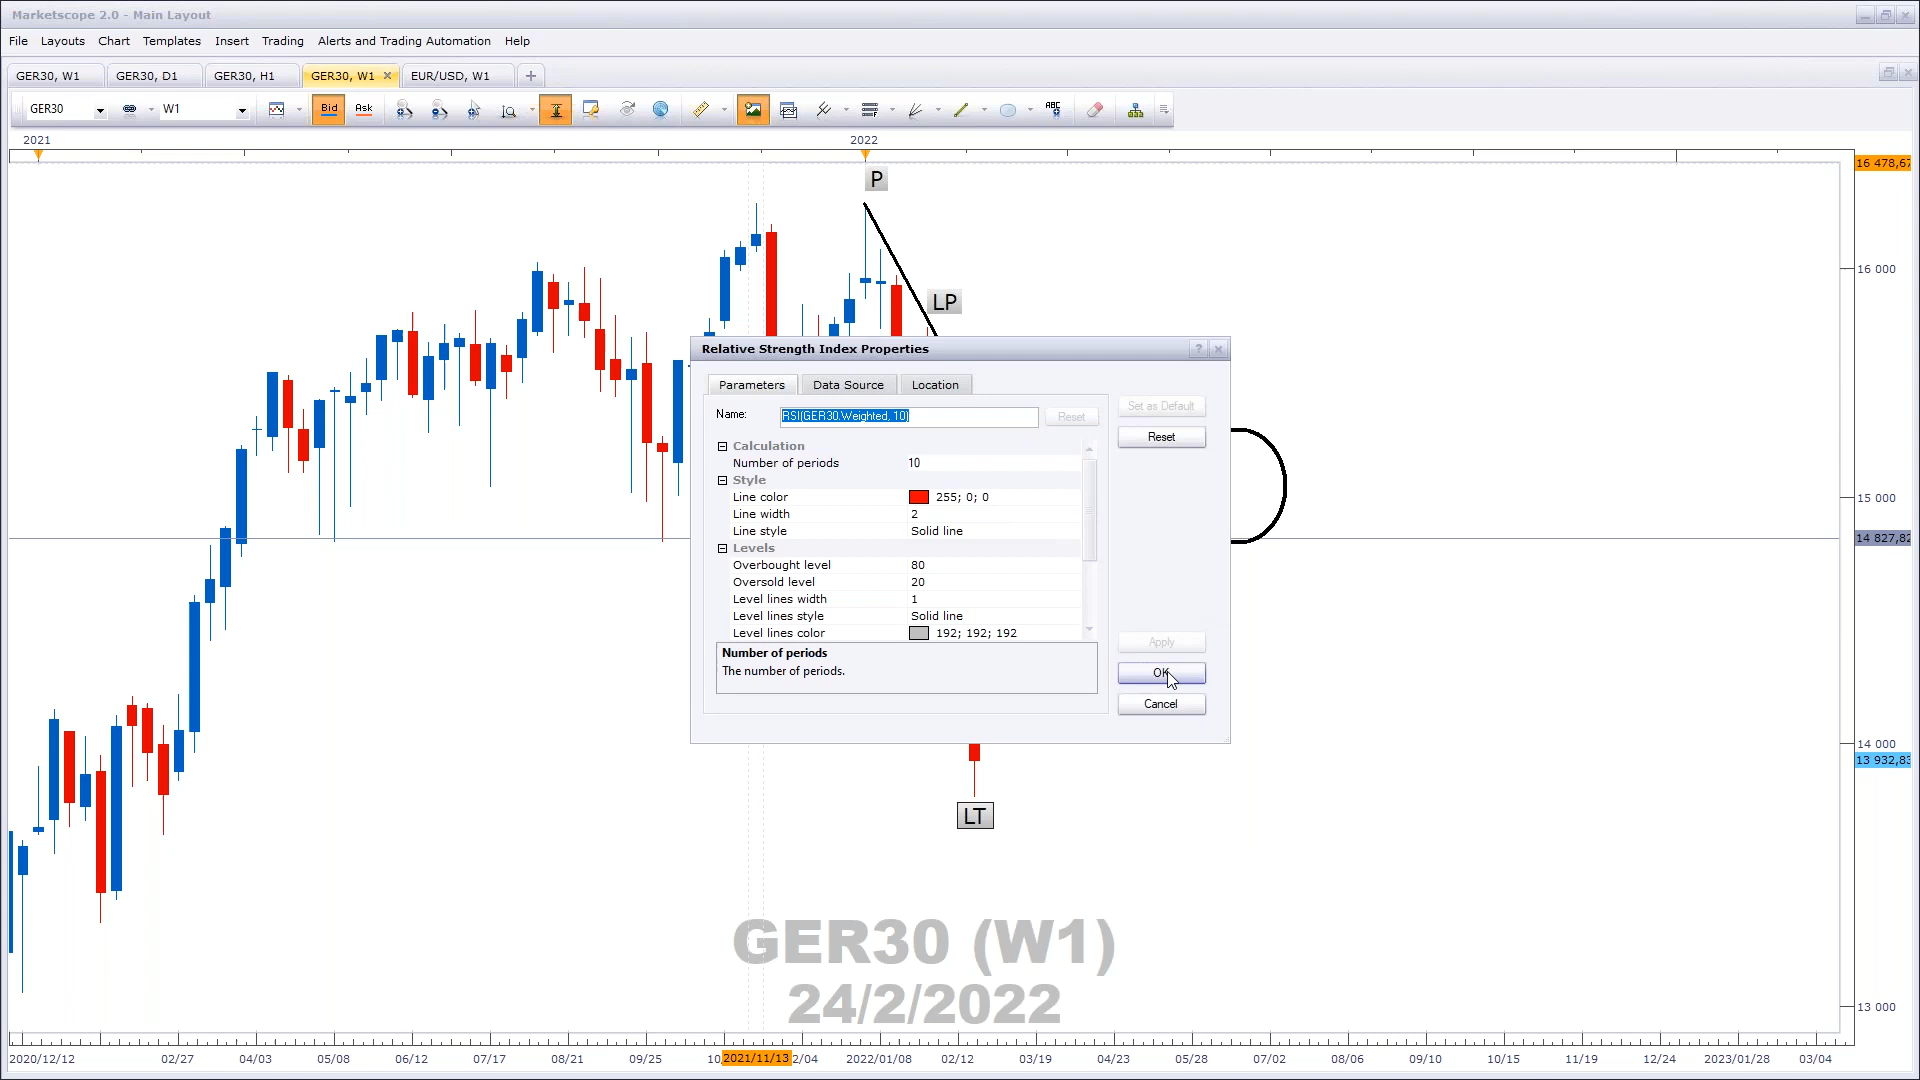 Marketscope 2.0 - Main Layout
File Layouts Chart Templates Insert Trading Alerts and Trading Automation Help
GER30, W1 GER30, D1 GER30, H1 GER30, W1 EUR/USD, W1
GER30 W1 Bid Ask ABC
2021 2022
16 478,67
P
16 000
LP
Relative Strength Index Properties
Parameters Data Source Location
Set as Default
Name: RSI(GER30.Weighted, 10) Reset
Reset
Calculation
Number of periods 10
Style
Line color 255; 0; 0
15 000
Line width 2
Line style Solid line
14 827,82
Levels
Overbought level 80
Oversold level 20
Level lines width 1
Level lines style Solid line
Level lines color 192; 192; 192
Apply
Number of periods
The number of periods.
OK
Cancel
14 000
13 932,83
LT
GER30 (W1)
24/2/2022
13 000
2020/12/12 02/27 04/03 05/08 06/12 07/17 08/21 09/25 10 2021/11/13 2/04 2022/01/08 02/12 03/19 04/23 05/28 07/02 08/06 09/10 10/15 11/19 12/24 2023/01/28 03/04